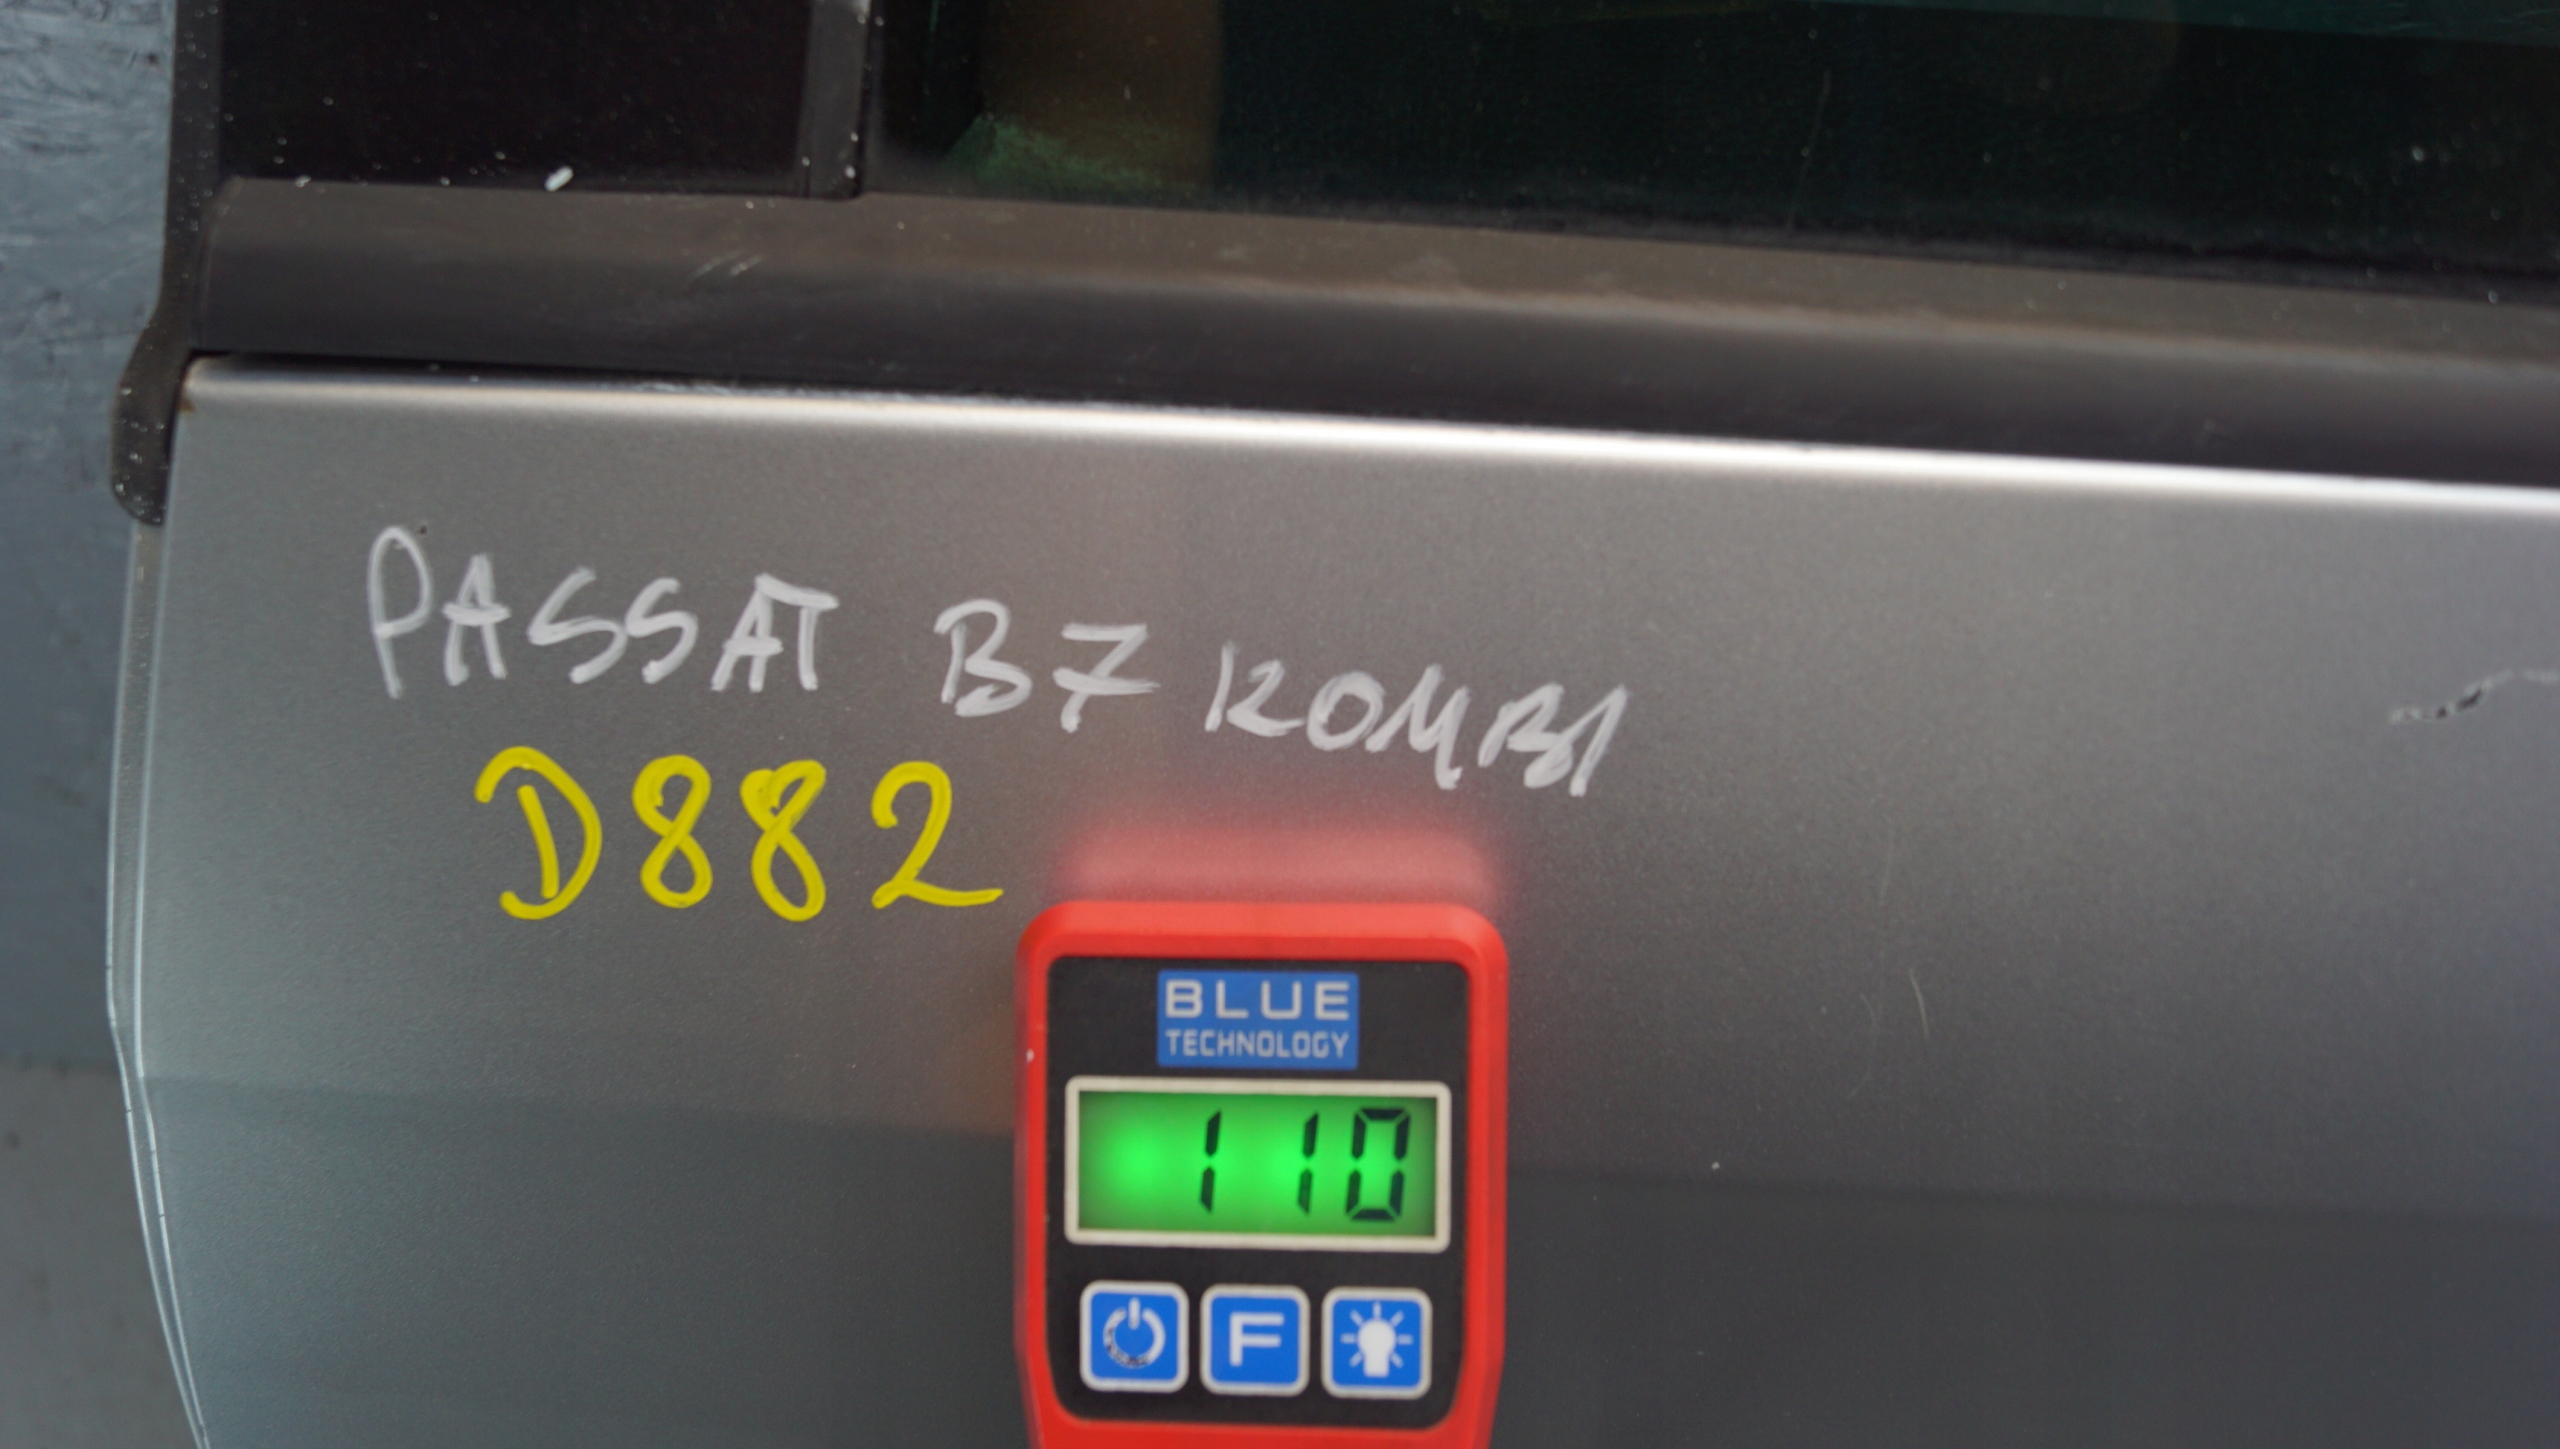 PASSAT B7 KOMBI
D882
BLUE
TECHNOLOGY
110
F